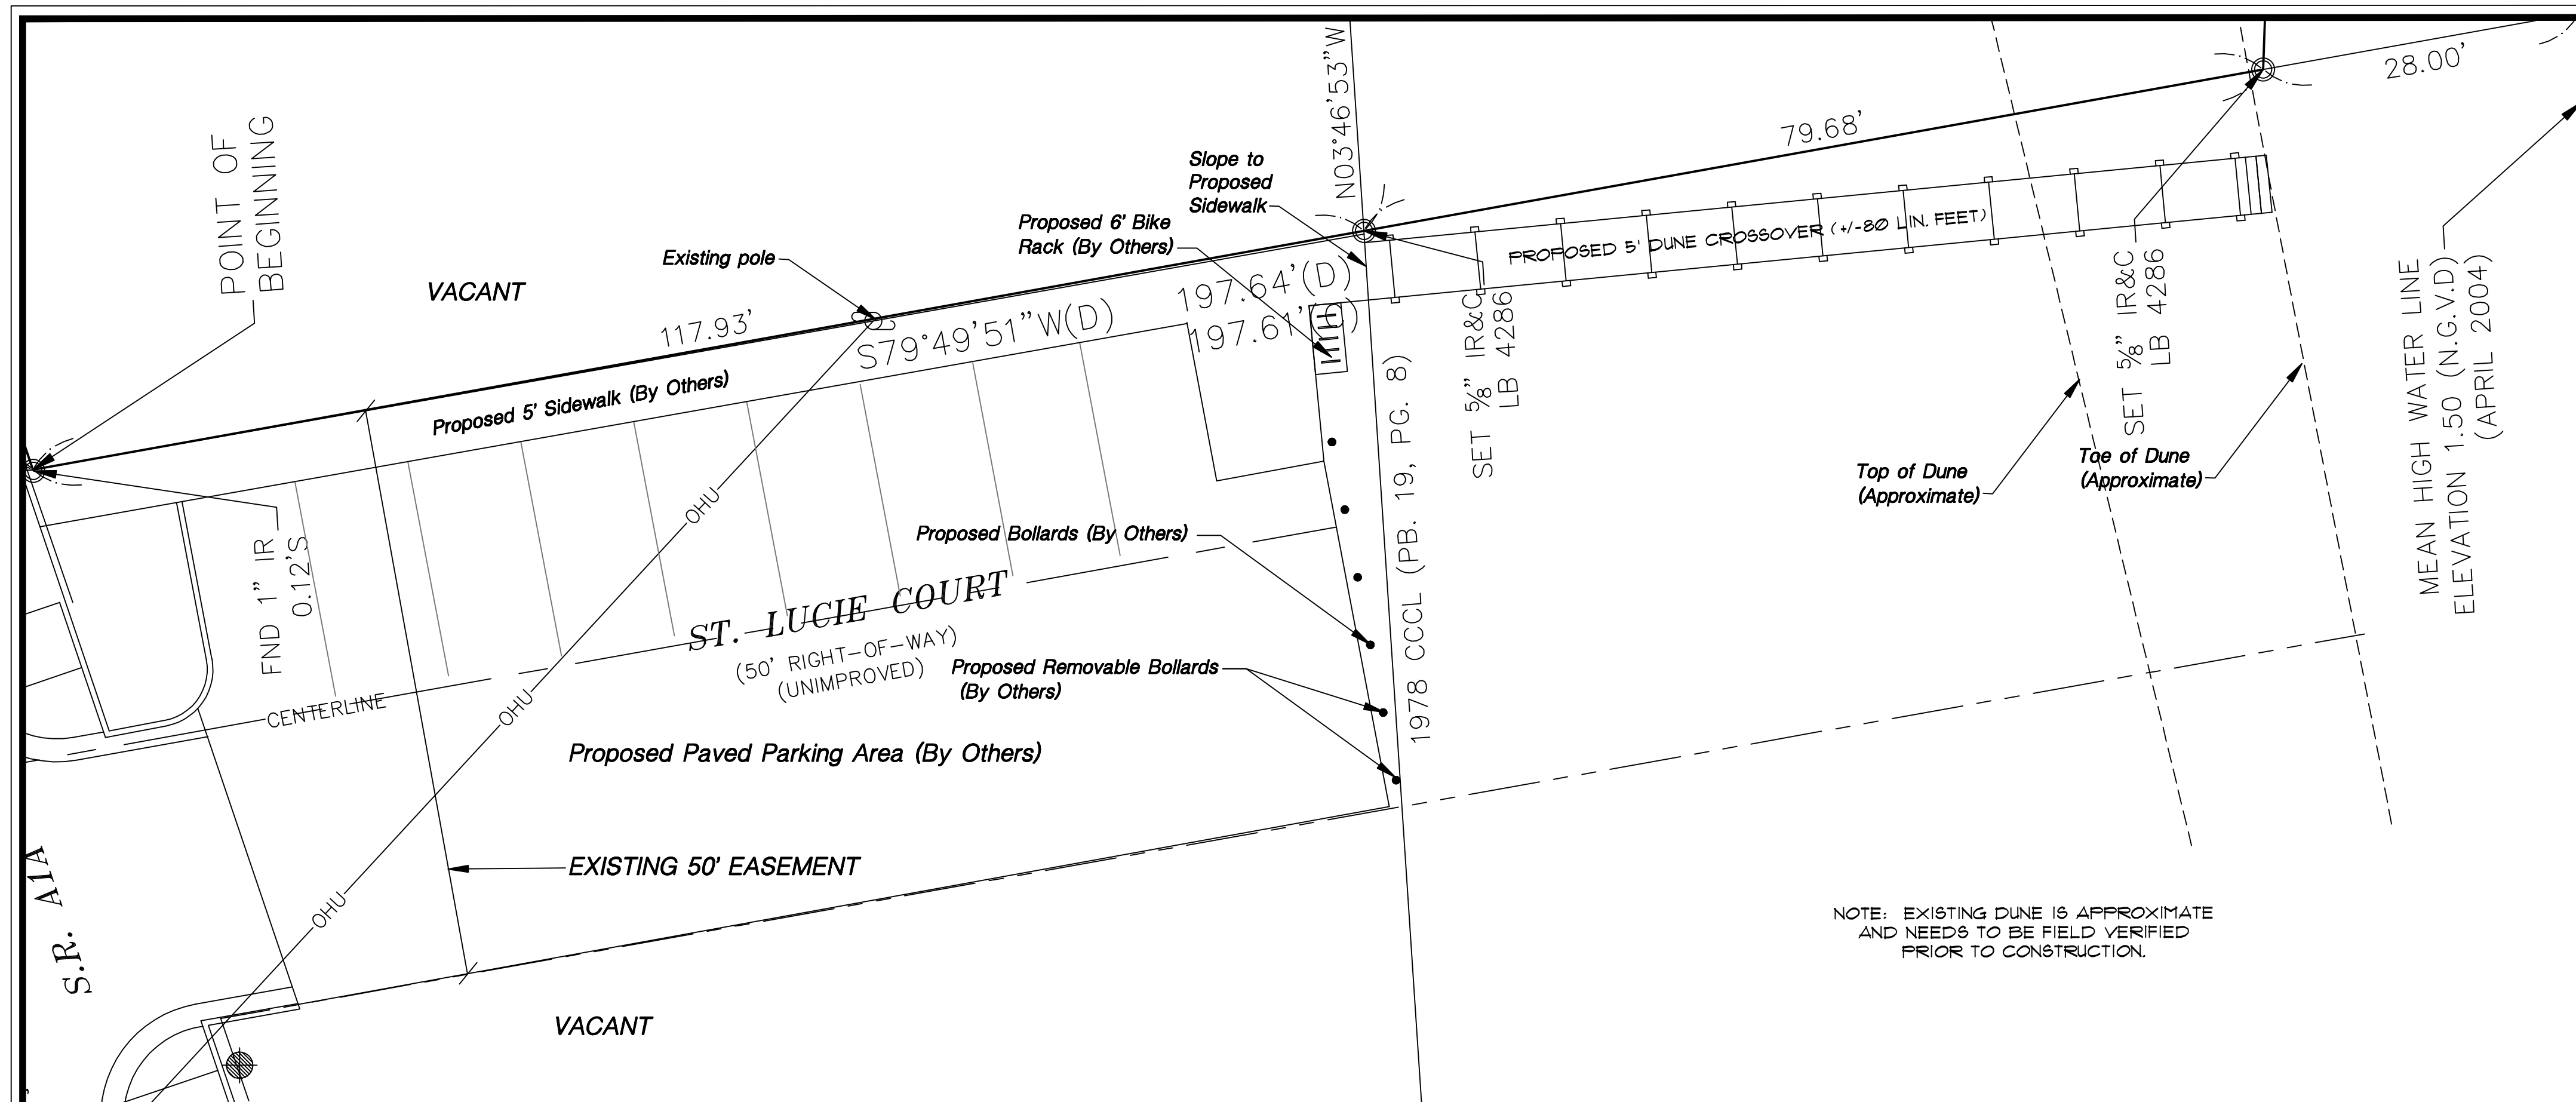 POINT OF
BEGINNING
VACANT
Existing pole
Proposed 6' Bike
Rack (By Others)
Slope to
Proposed
Sidewalk
N03°46'53"W
79.68'
28.00'
PROPOSED 5' DUNE CROSSOVER (+/-80 LIN. FEET)
117.93'
S79°49'51"W(D)
197.64'(D)
197.61'(C)
Proposed 5' Sidewalk (By Others)
SET 5/8" IR&C
LB 4286
SET 5/8" IR&C
LB 4286
MEAN HIGH WATER LINE
ELEVATION 1.50 (N.G.V.D)
(APRIL 2004)
Top of Dune
(Approximate)
Toe of Dune
(Approximate)
1978 CCCL (PB. 19, PG. 8)
FND 1" IR
0.12'S
OHU
Proposed Bollards (By Others)
ST. LUCIE COURT
(50' RIGHT-OF-WAY)
(UNIMPROVED)
Proposed Removable Bollards
(By Others)
CENTERLINE
OHU
Proposed Paved Parking Area (By Others)
EXISTING 50' EASEMENT
OHU
S.R. A1A
VACANT
NOTE: EXISTING DUNE IS APPROXIMATE
AND NEEDS TO BE FIELD VERIFIED
PRIOR TO CONSTRUCTION.